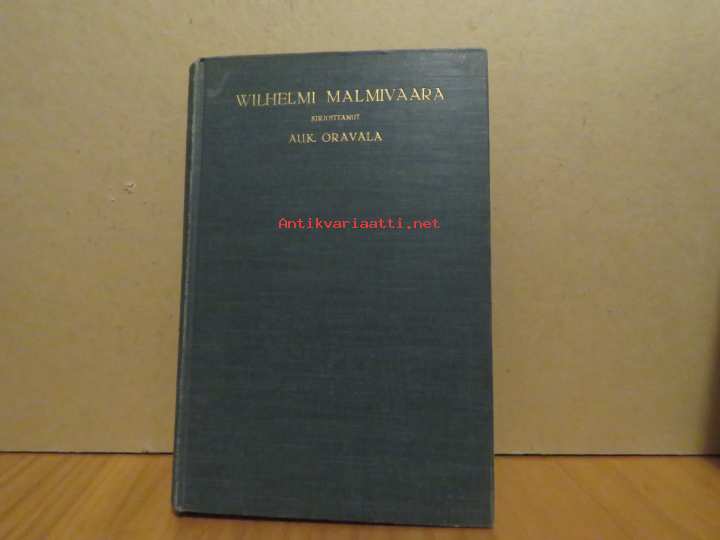 WILHELMI MALMIVAARA
KIRJOITTANUT
AUK. ORAVALA
Antikvariaatti.net